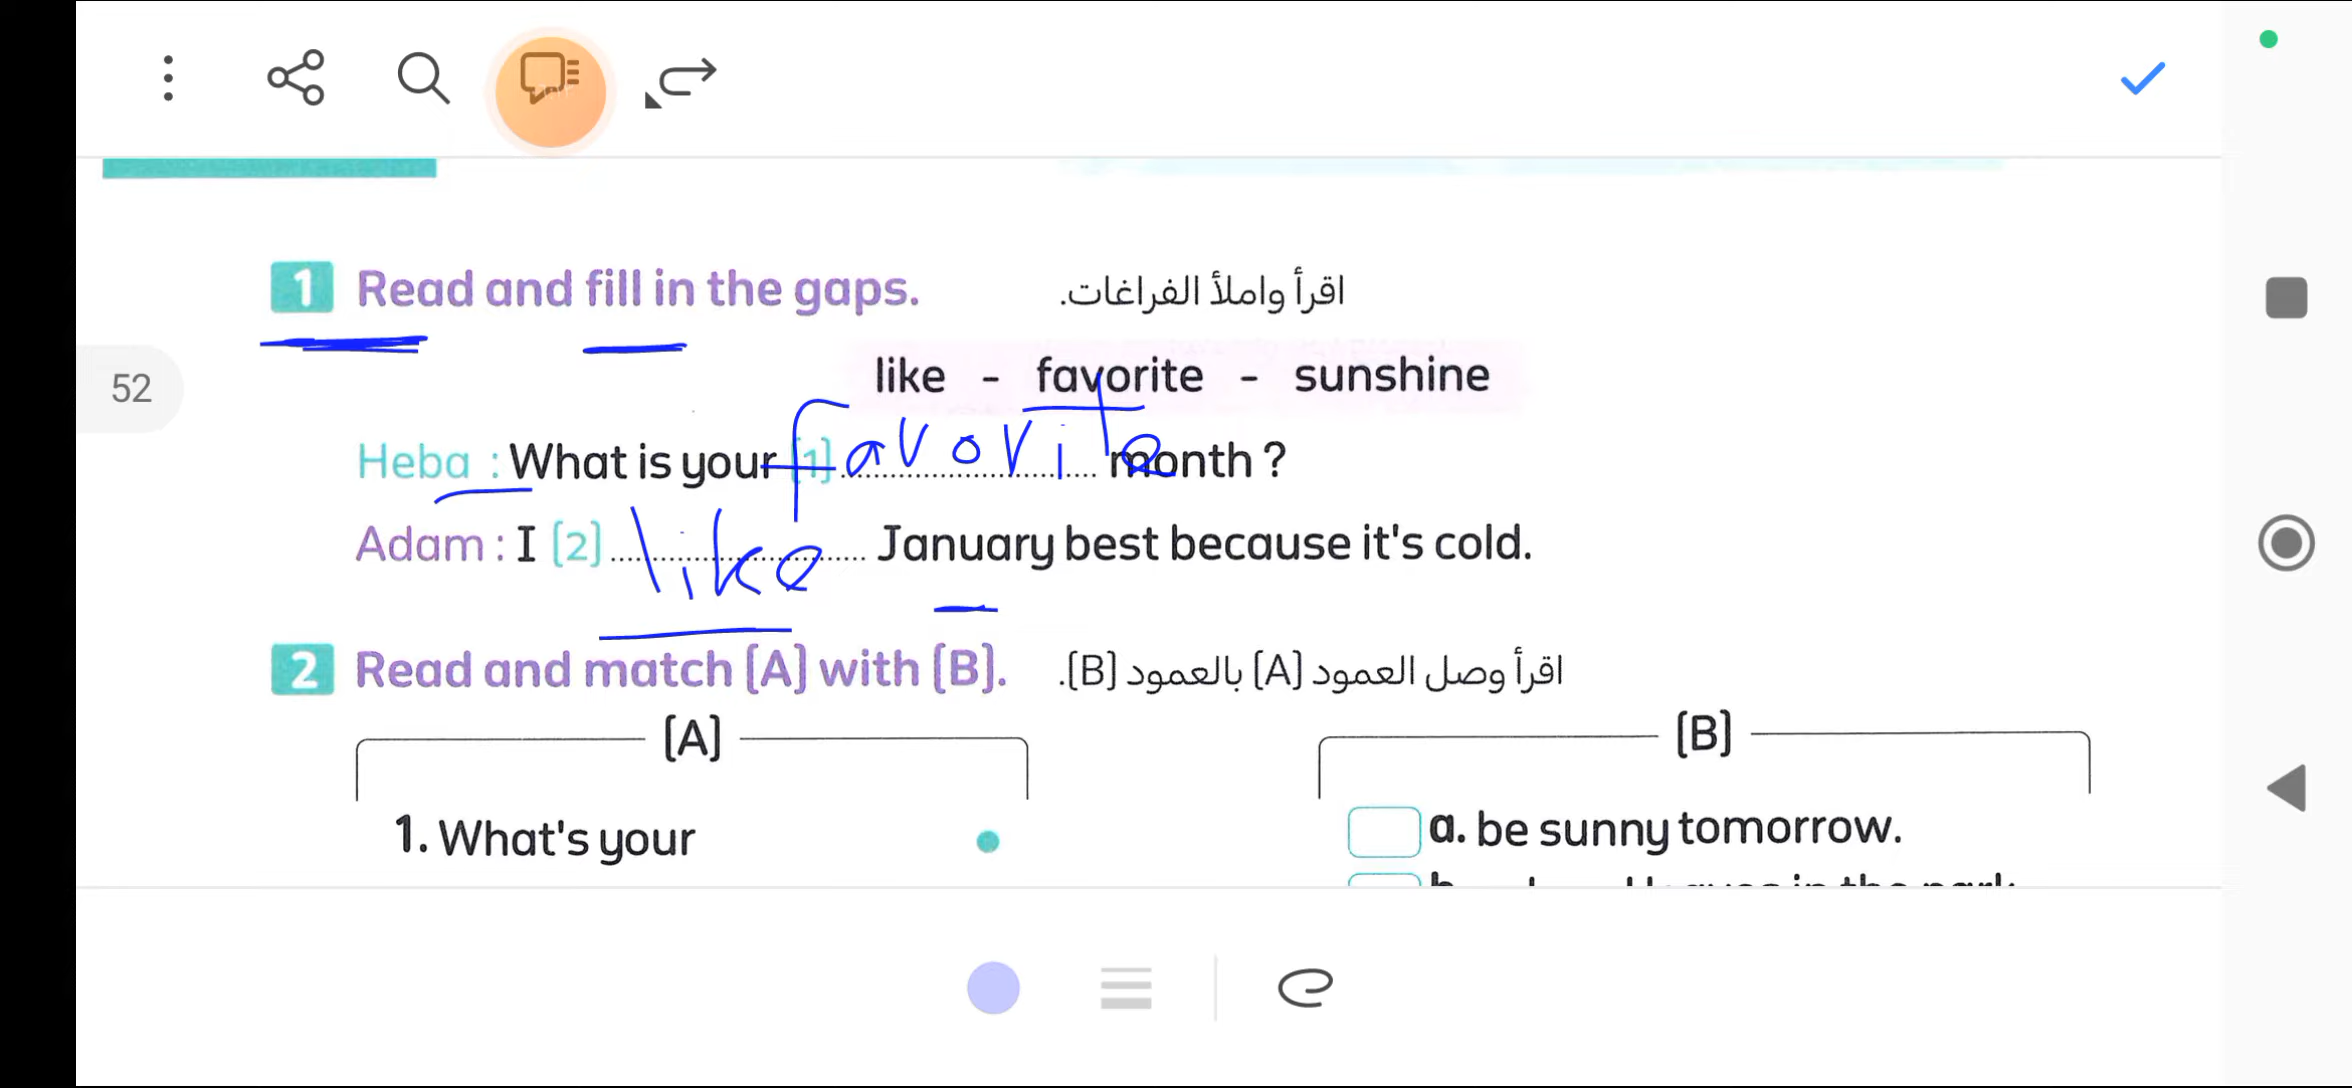 1 Read and fill in the gaps. اقرأ واملأ الفراغات.
like - favorite - sunshine
52
Heba : What is your (1) favorite month ?
Adam : I (2) like January best because it's cold.
2 Read and match (A) with (B). اقرأ وصل العمود (A) بالعمود (B).
(A) (B)
1. What's your
a. be sunny tomorrow.